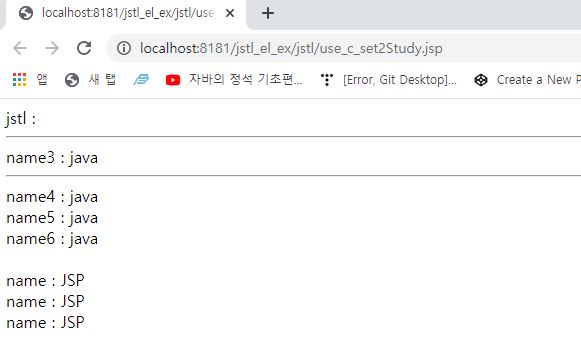 localhost:8181/jstl_el_ex/jstl/use
localhost:8181/jstl_el_ex/jstl/use_c_set2Study.jsp
앱 새 탭 자바의 정석 기초편... [Error, Git Desktop]... Create a New P
jstl :
name3 : java
name4 : java
name5 : java
name6 : java
name : JSP
name : JSP
name : JSP